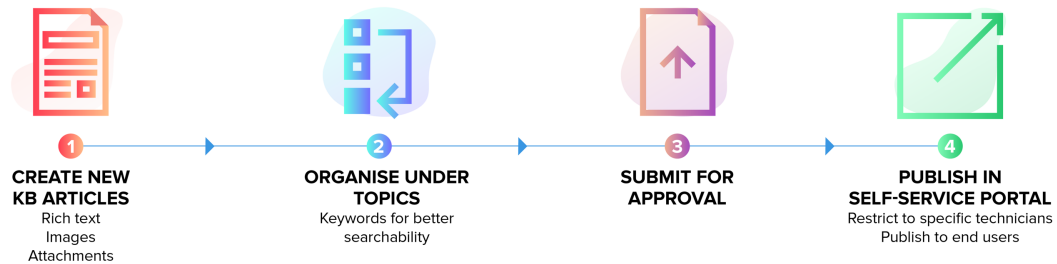 1
CREATE NEW
KB ARTICLES
Rich text
Images
Attachments
2
ORGANISE UNDER
TOPICS
Keywords for better
searchability
3
SUBMIT FOR
APPROVAL
4
PUBLISH IN
SELF-SERVICE PORTAL
Restrict to specific technicians
Publish to end users